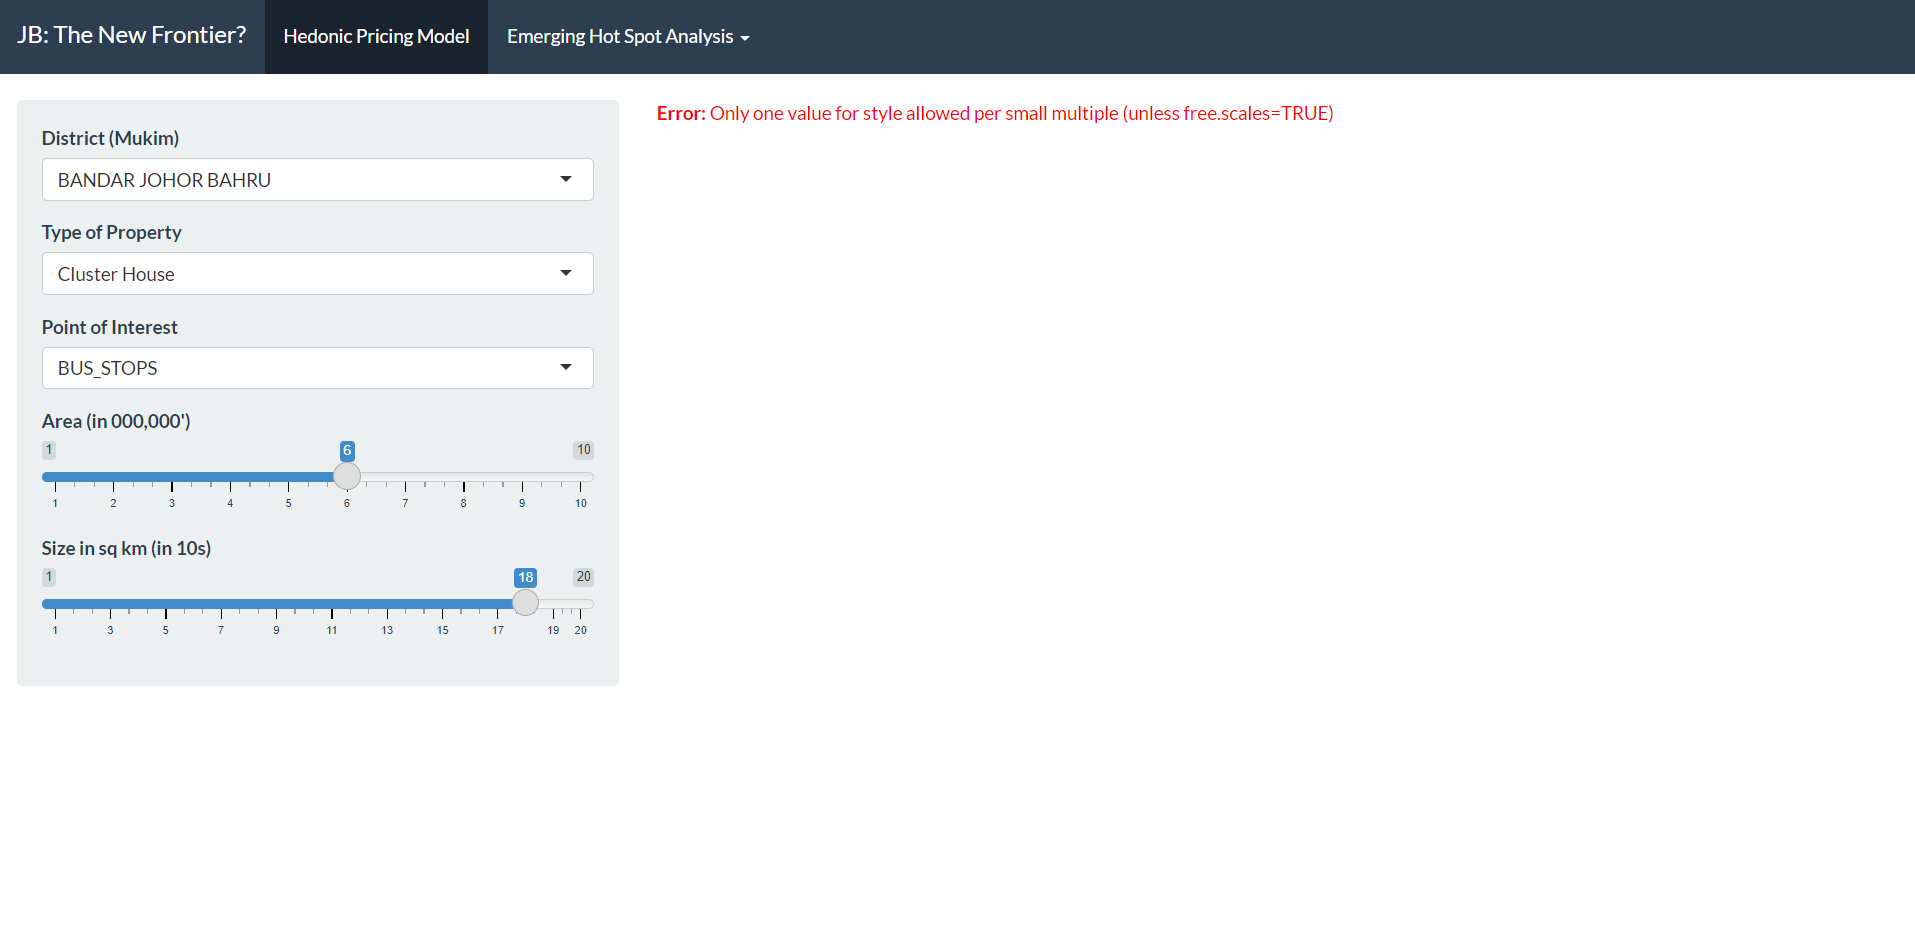 JB: The New Frontier?
Hedonic Pricing Model
Emerging Hot Spot Analysis
Error: Only one value for style allowed per small multiple (unless free.scales=TRUE)
District (Mukim)
BANDAR JOHOR BAHRU
Type of Property
Cluster House
Point of Interest
BUS_STOPS
Area (in 000,000')
1 6 10
1 2 3 4 5 6 7 8 9 10
Size in sq km (in 10s)
1 18 20
1 3 5 7 9 11 13 15 17 19 20